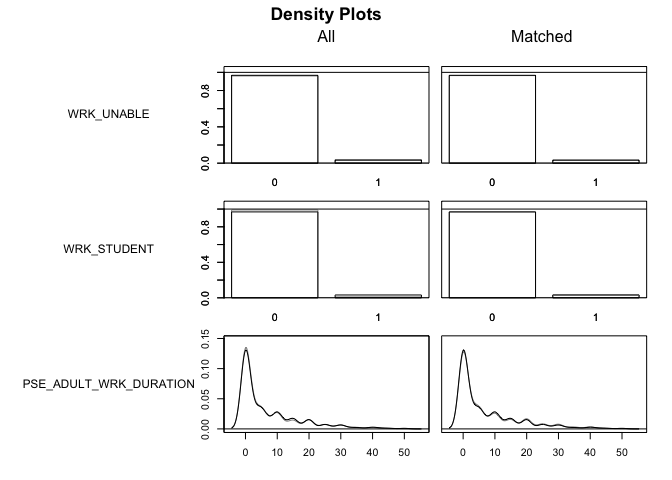 Density Plots
All Matched
WRK_UNABLE
0.0 0.4 0.8
0 1 0 1
WRK_STUDENT
0.0 0.4 0.8
0 1 0 1
PSE_ADULT_WRK_DURATION
0.00 0.05 0.10 0.15
0 10 20 30 40 50 0 10 20 30 40 50